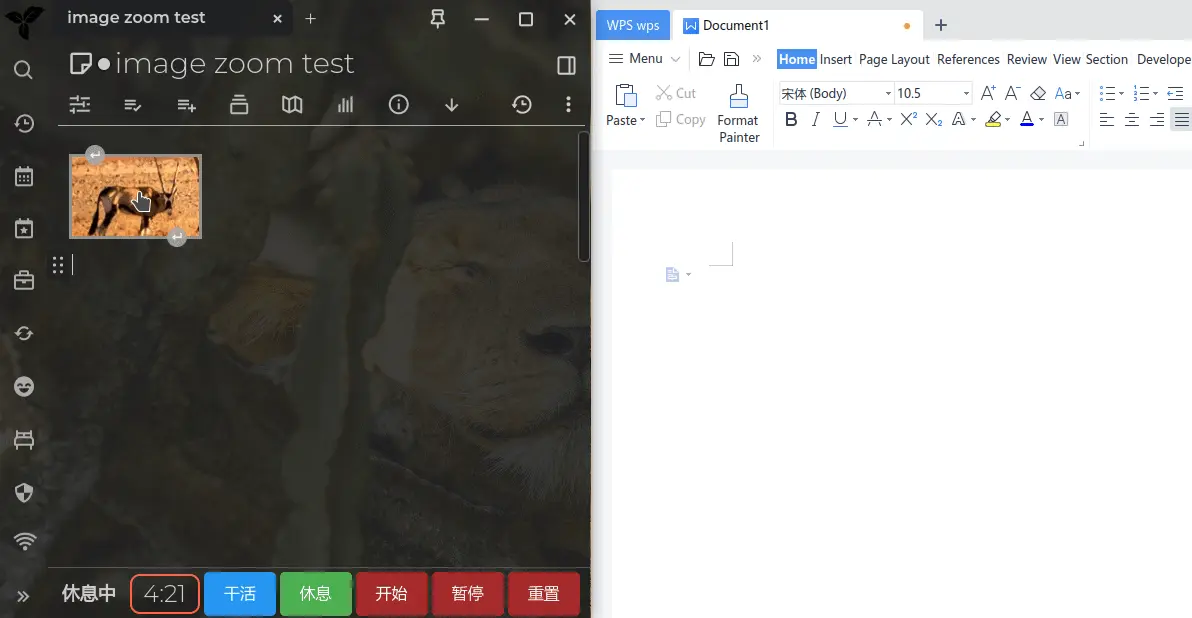 image zoom test
image zoom test
休息中 4:21 干活 休息 开始 暂停 重置
WPS wps Document1
Menu Home Insert Page Layout References Review View Section Develope
Paste Cut Copy Format Painter
宋体 (Body) 10.5
B I U A X² X₂ A A A
A⁺ A⁻ Aa